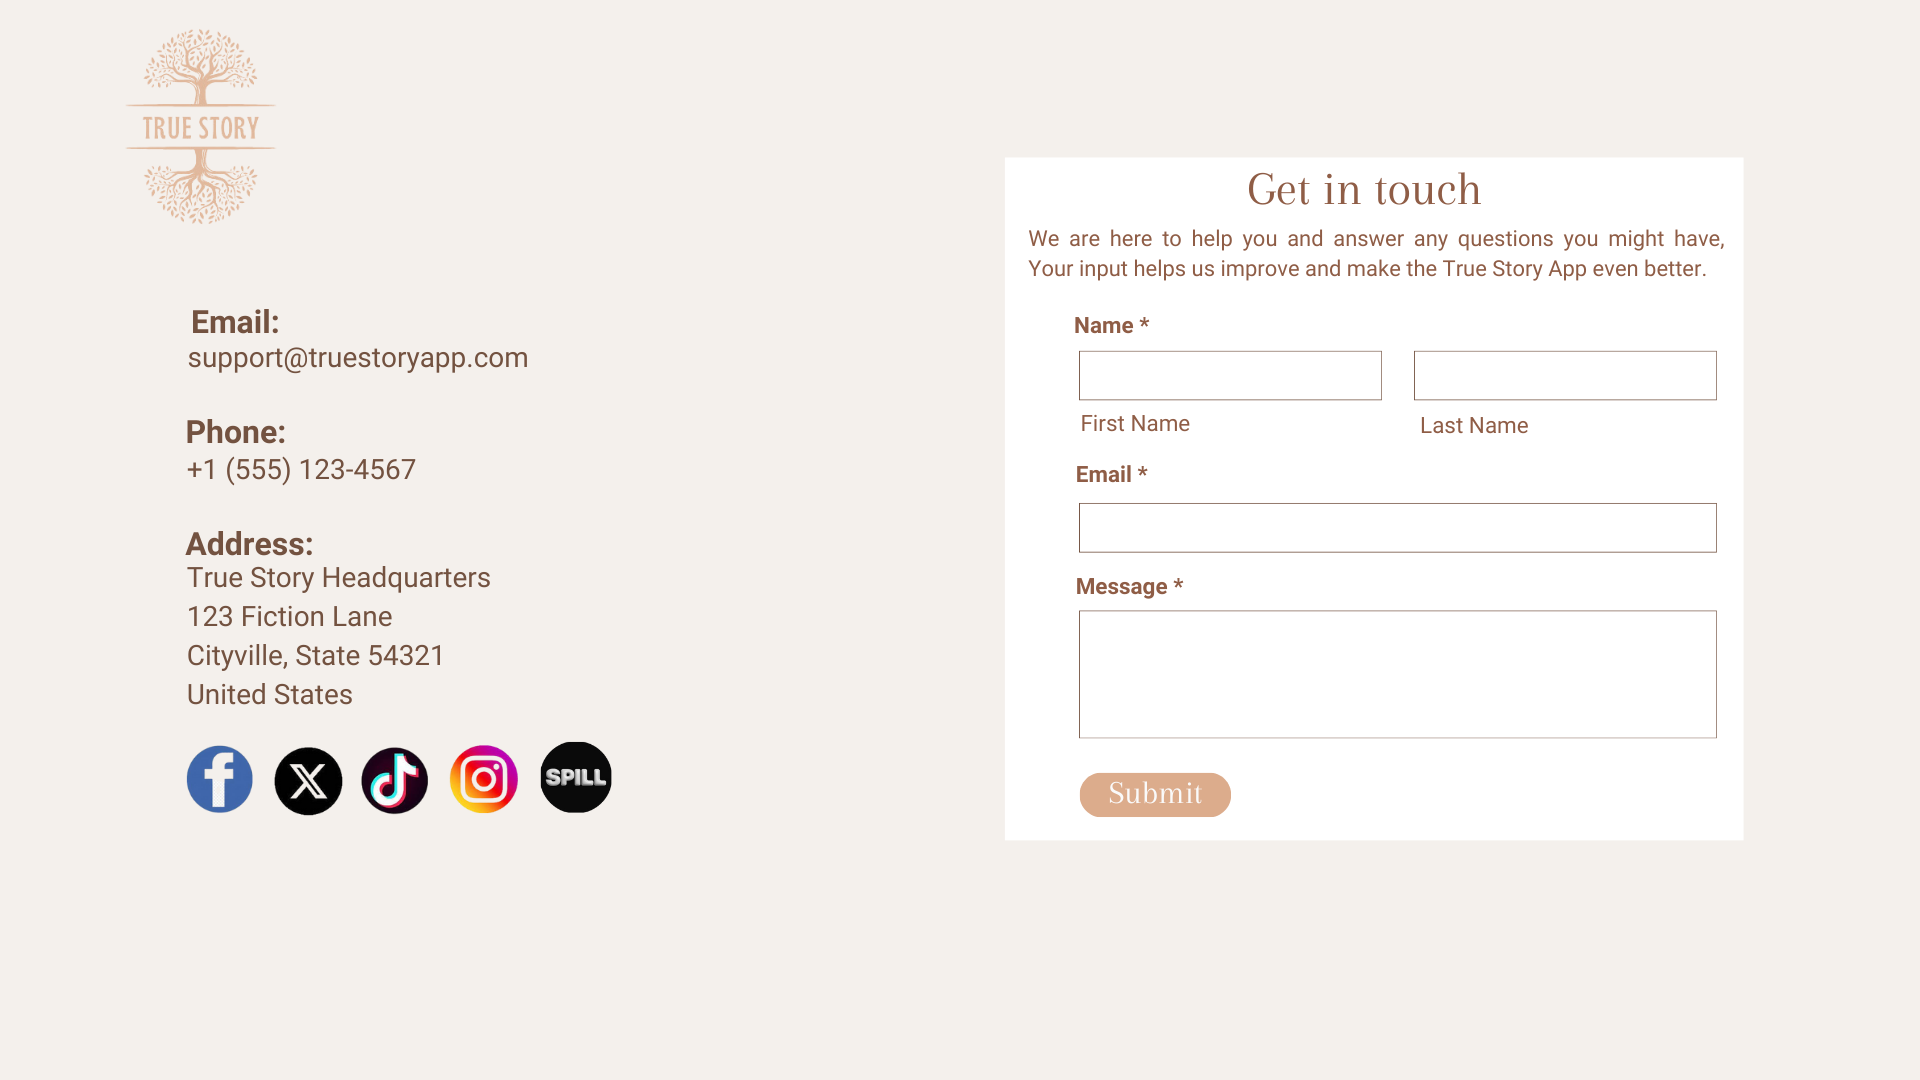 TRUE STORY
Email:
support@truestoryapp.com
Phone:
+1 (555) 123-4567
Address:
True Story Headquarters
123 Fiction Lane
Cityville, State 54321
United States
SPILL
Get in touch
We are here to help you and answer any questions you might have,
Your input helps us improve and make the True Story App even better.
Name *
First Name
Last Name
Email *
Message *
Submit